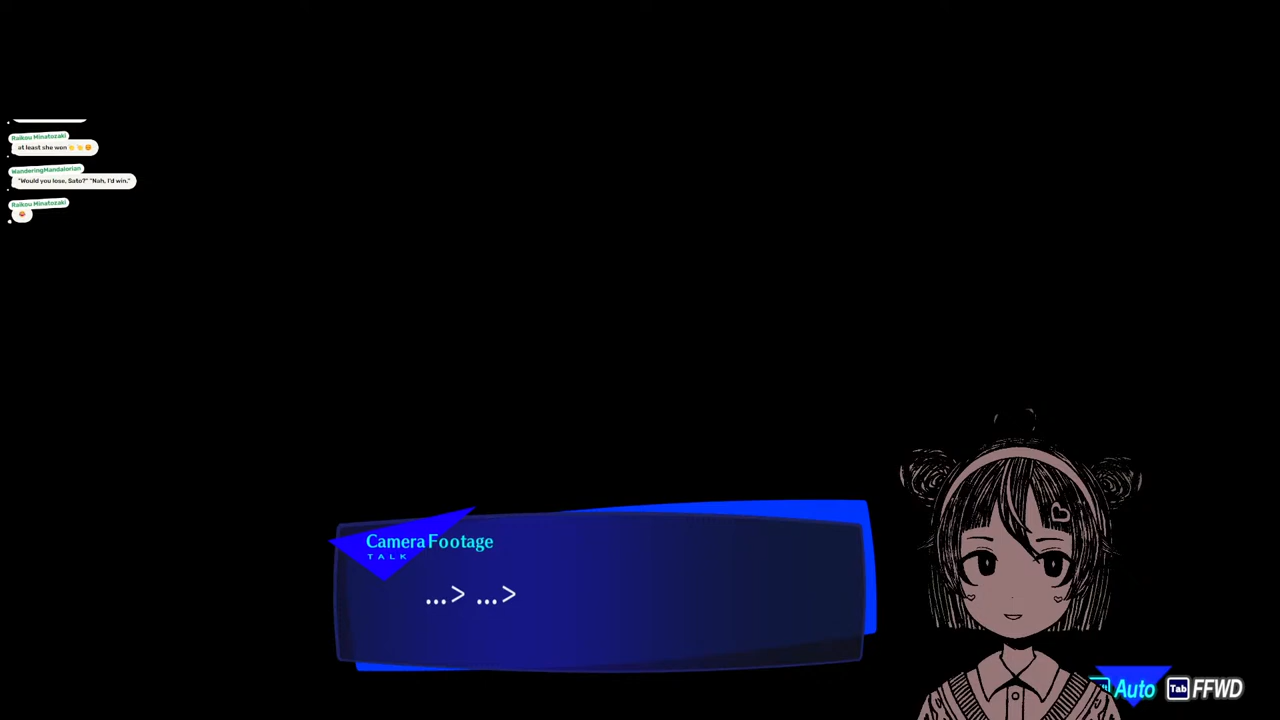 Raikou Minatozaki
at least she won
WanderingMandalorian
"Would you lose, Sato?" "Nah, I'd win."
Raikou Minatozaki
Camera Footage
TALK
...> ...>
Auto
Tab FFWD